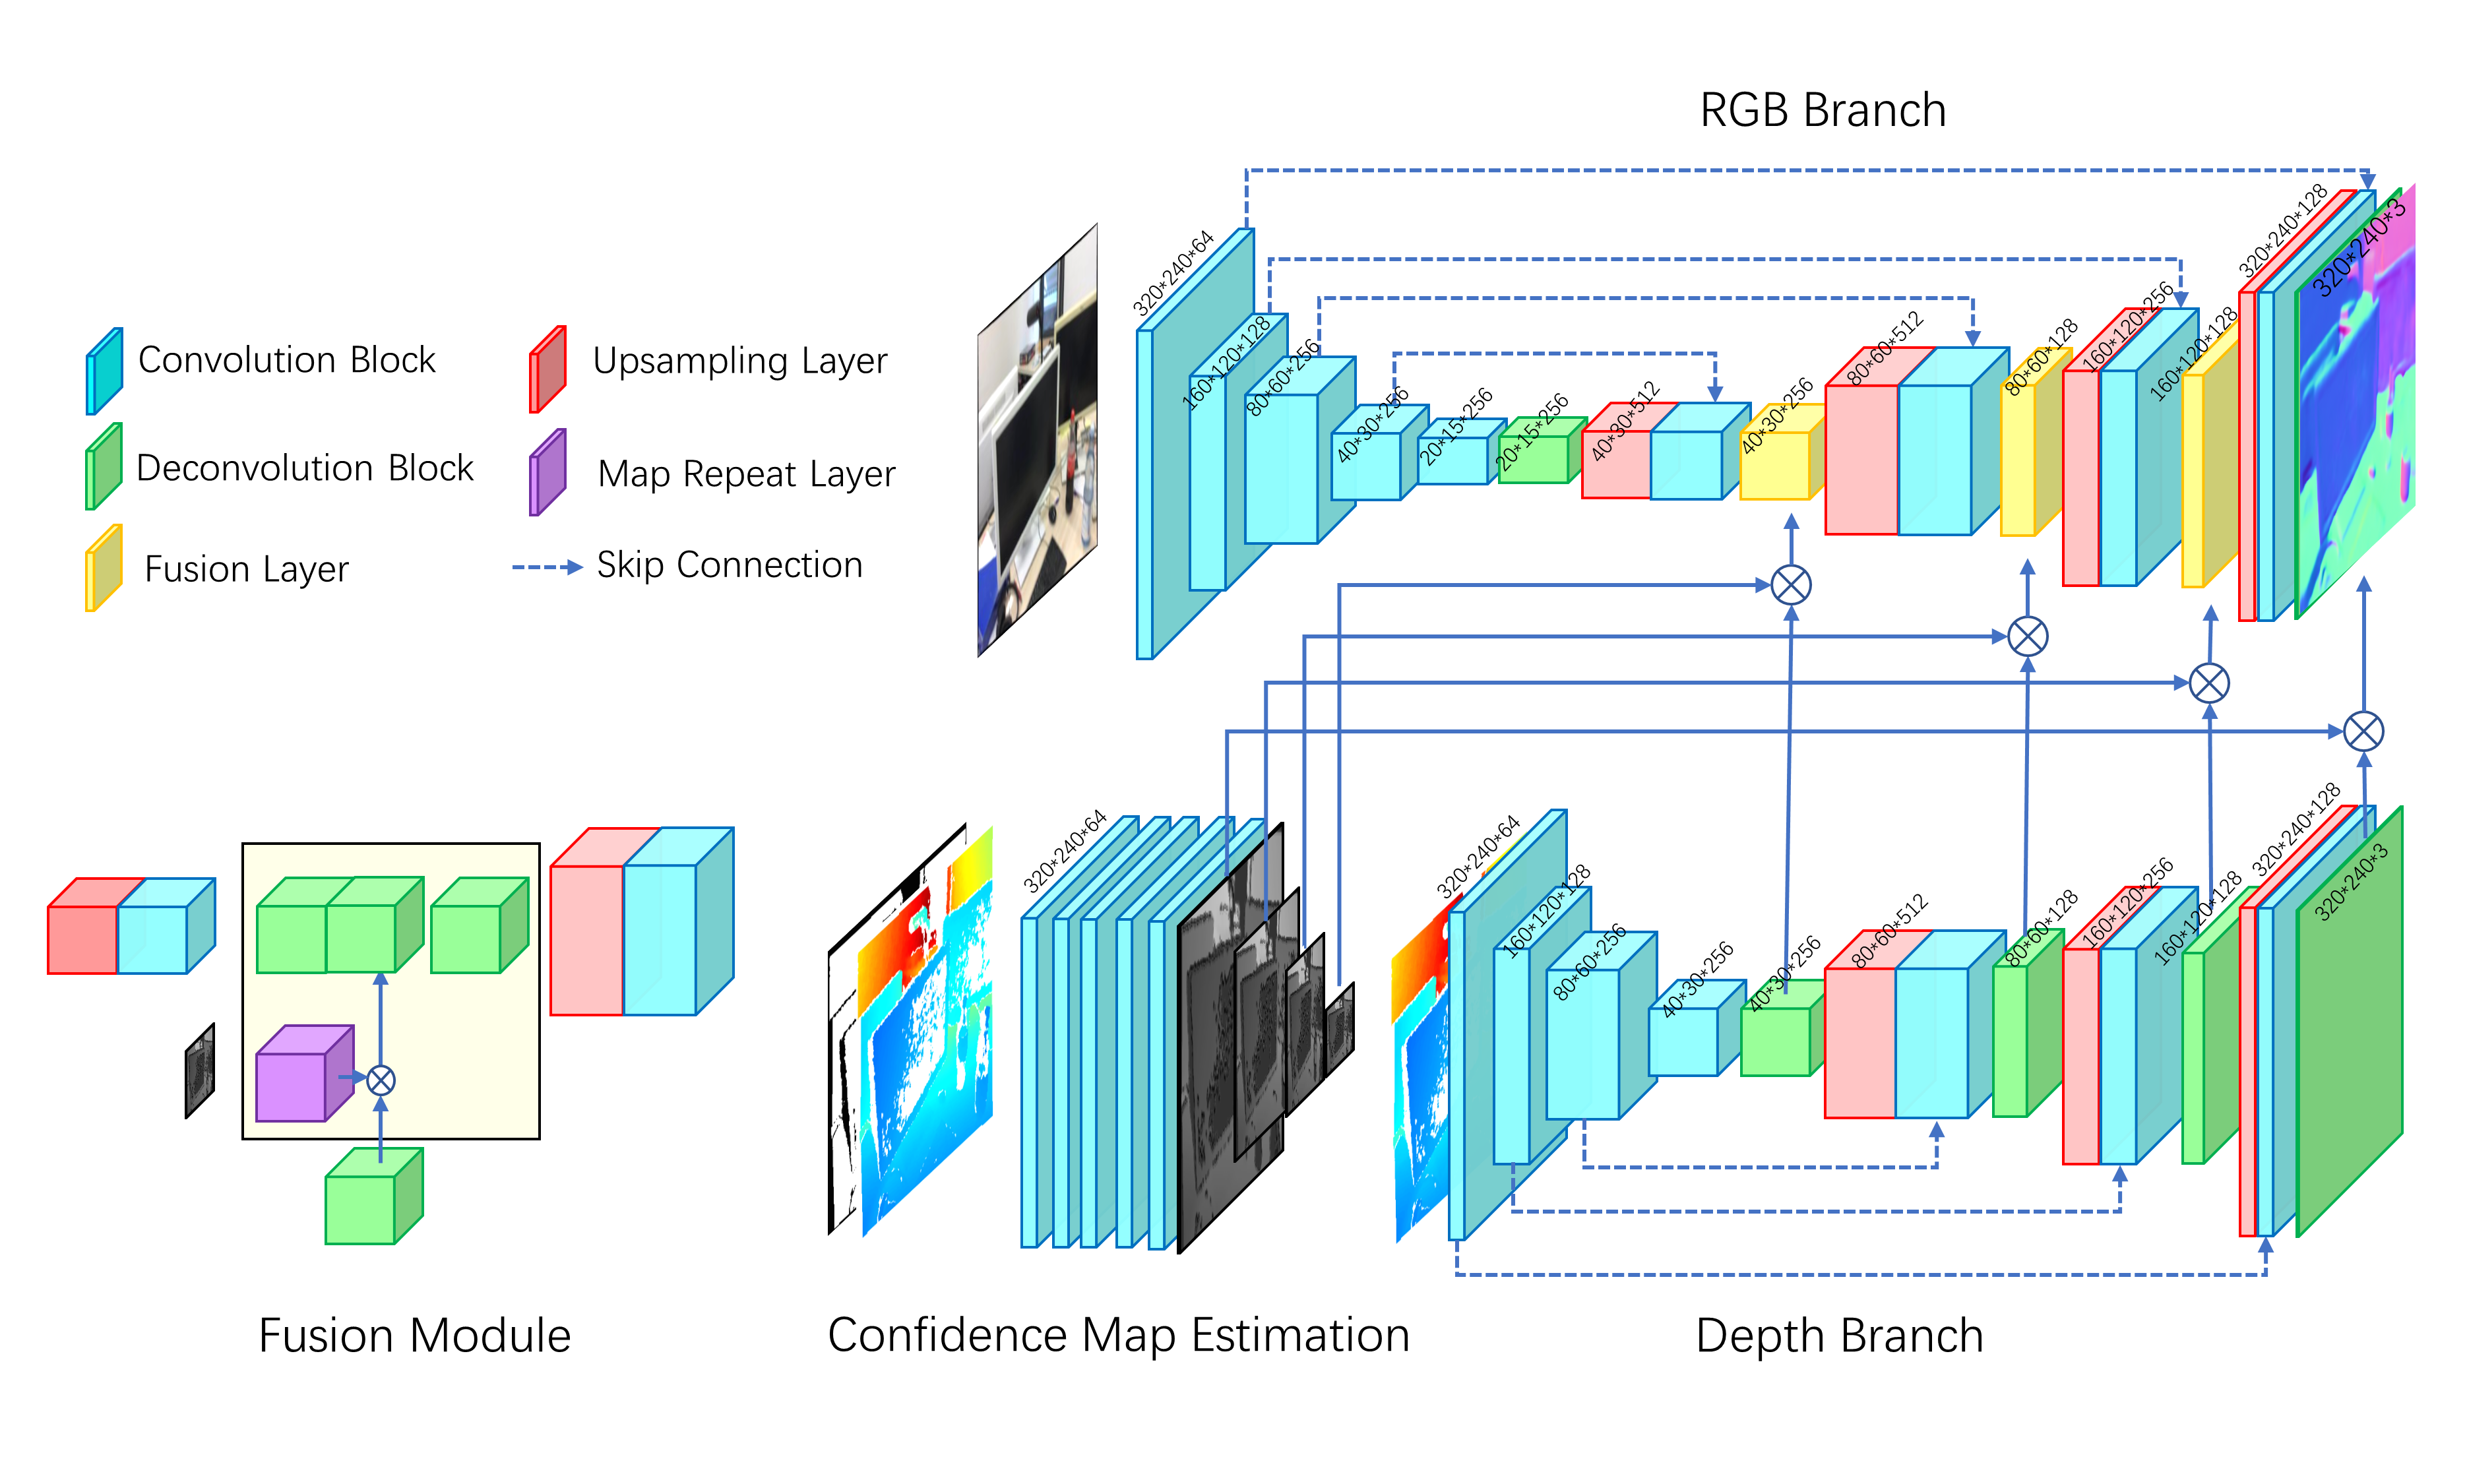 RGB Branch
Convolution Block
Upsampling Layer
Deconvolution Block
Map Repeat Layer
Fusion Layer
Skip Connection
320*240*64
160*120*128
80*60*256
40*30*256
20*15*256
20*15*256
40*30*512
40*30*256
80*60*512
80*60*128
160*120*256
160*120*128
320*240*128
320*240*3
320*240*64
320*240*64
160*120*128
80*60*256
40*30*256
40*30*256
80*60*512
80*60*128
160*120*256
160*120*128
320*240*128
320*240*3
Fusion Module
Confidence Map Estimation
Depth Branch